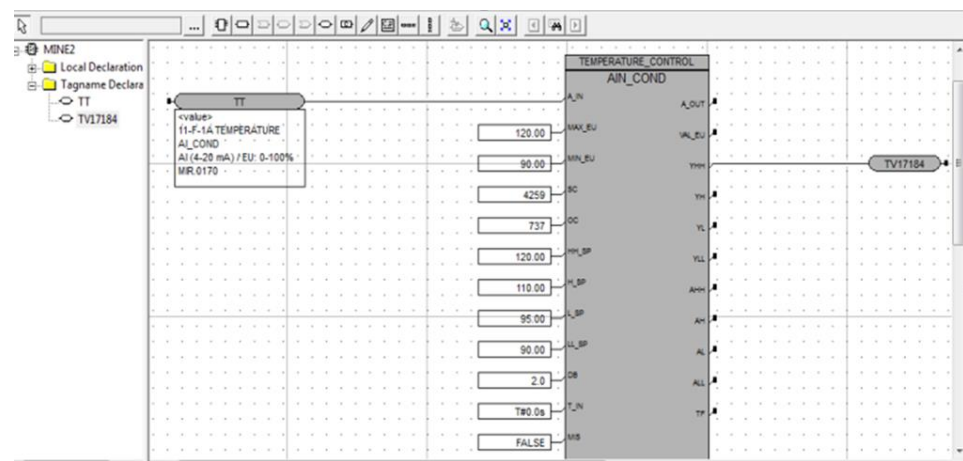 ...
MINE2
Local Declaration
Tagname Declara
TT
TV17184
TT
<value>
11-F-1A TEMPERATURE
AI_COND
AI (4-20 mA) / EU: 0-100%
MIR.0170
TEMPERATURE_CONTROL
AIN_COND
A_IN
A_OUT
120.00 MAX_EU
VAL_EU
90.00 MIN_EU
YHH
TV17184
4259 SC
YH
737 OC
YL
120.00 HH_SP
YLL
110.00 H_SP
AHH
95.00 L_SP
AH
90.00 LL_SP
AL
2.0 DB
ALL
T#0.0s T_IN
TF
FALSE